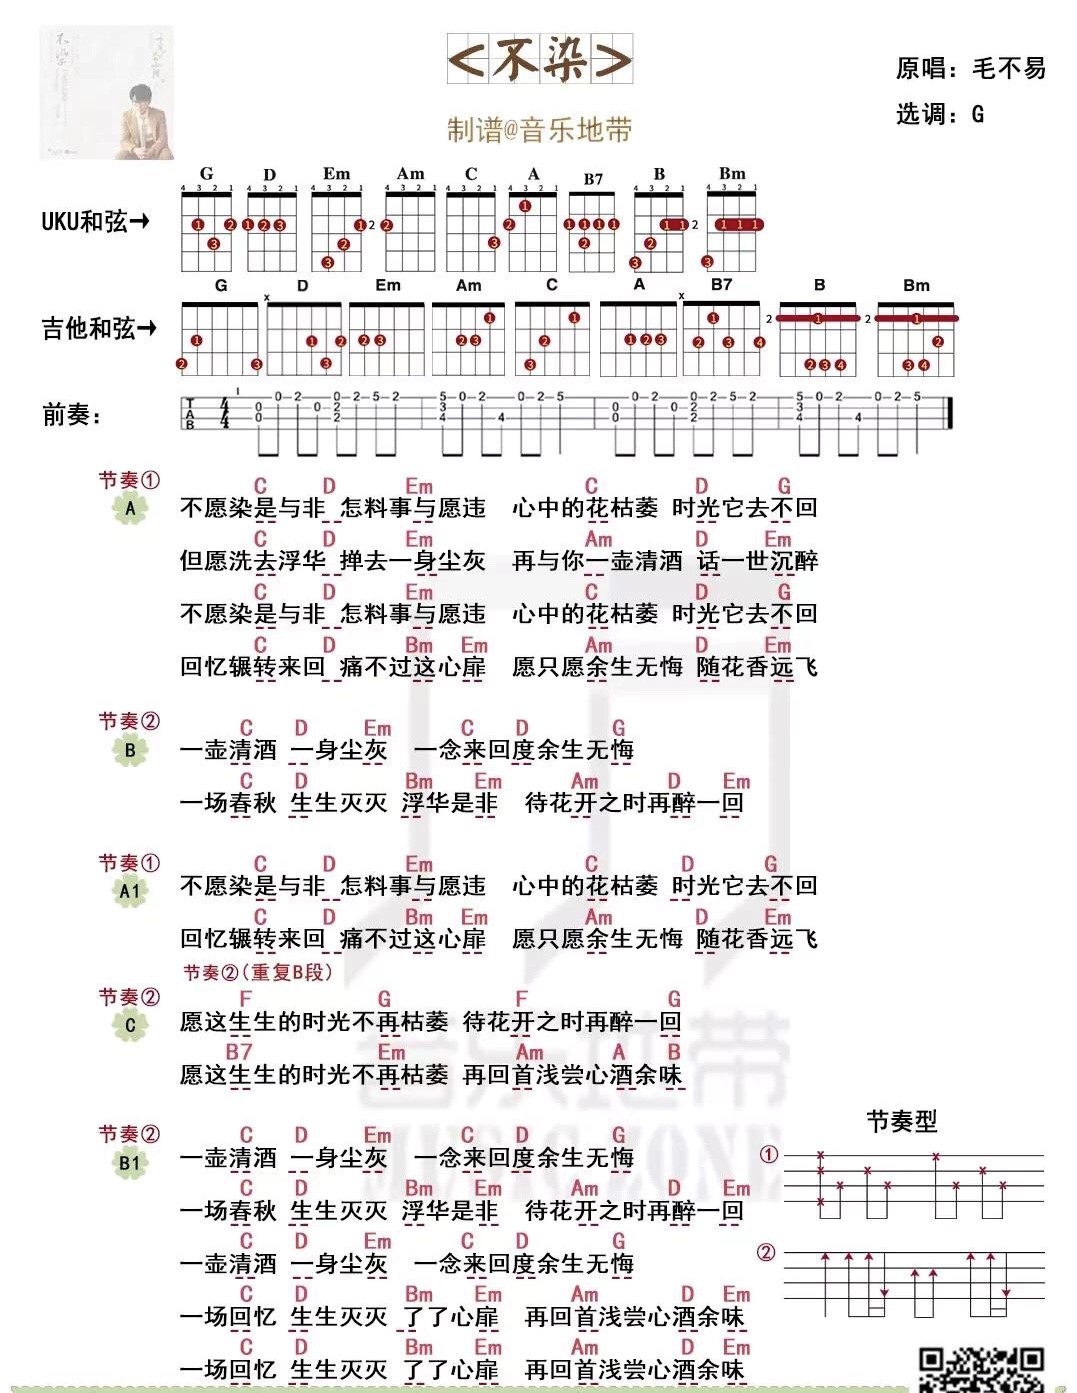 <不染>
原唱：毛不易
选调：G
制谱@音乐地带
G D Em Am C A B7 B Bm
UKU和弦→
G D Em Am C A B7 B Bm
吉他和弦→
前奏：
节奏①
C D Em C D G
A 不愿染是与非 怎料事与愿违 心中的花枯萎 时光它去不回
C D Em Am D Em
但愿洗去浮华 掸去一身尘灰 再与你一壶清酒 话一世沉醉
C D Em C D G
不愿染是与非 怎料事与愿违 心中的花枯萎 时光它去不回
C D Bm Em Am D Em
回忆辗转来回 痛不过这心扉 愿只愿余生无悔 随花香远飞
节奏②
C D Em C D G
B 一壶清酒 一身尘灰 一念来回度余生无悔
C D Bm Em Am D Em
一场春秋 生生灭灭 浮华是非 待花开之时再醉一回
节奏①
C D Em C D G
A1 不愿染是与非 怎料事与愿违 心中的花枯萎 时光它去不回
C D Bm Em Am D Em
回忆辗转来回 痛不过这心扉 愿只愿余生无悔 随花香远飞
节奏②(重复B段)
节奏②
F G F G
C 愿这生生的时光不再枯萎 待花开之时再醉一回
B7 Em Am A B
愿这生生的时光不再枯萎 再回首浅尝心酒余味
音乐地带
MUSIC ZONE
节奏②
C D Em C D G
B1 一壶清酒 一身尘灰 一念来回度余生无悔
C D Bm Em Am D Em
一场春秋 生生灭灭 浮华是非 待花开之时再醉一回
C D Em C D G
一壶清酒 一身尘灰 一念来回度余生无悔
C D Bm Em Am D Em
一场回忆 生生灭灭 了了心扉 再回首浅尝心酒余味
C D Bm Em Am D Em
一场回忆 生生灭灭 了了心扉 再回首浅尝心酒余味
节奏型
①
②